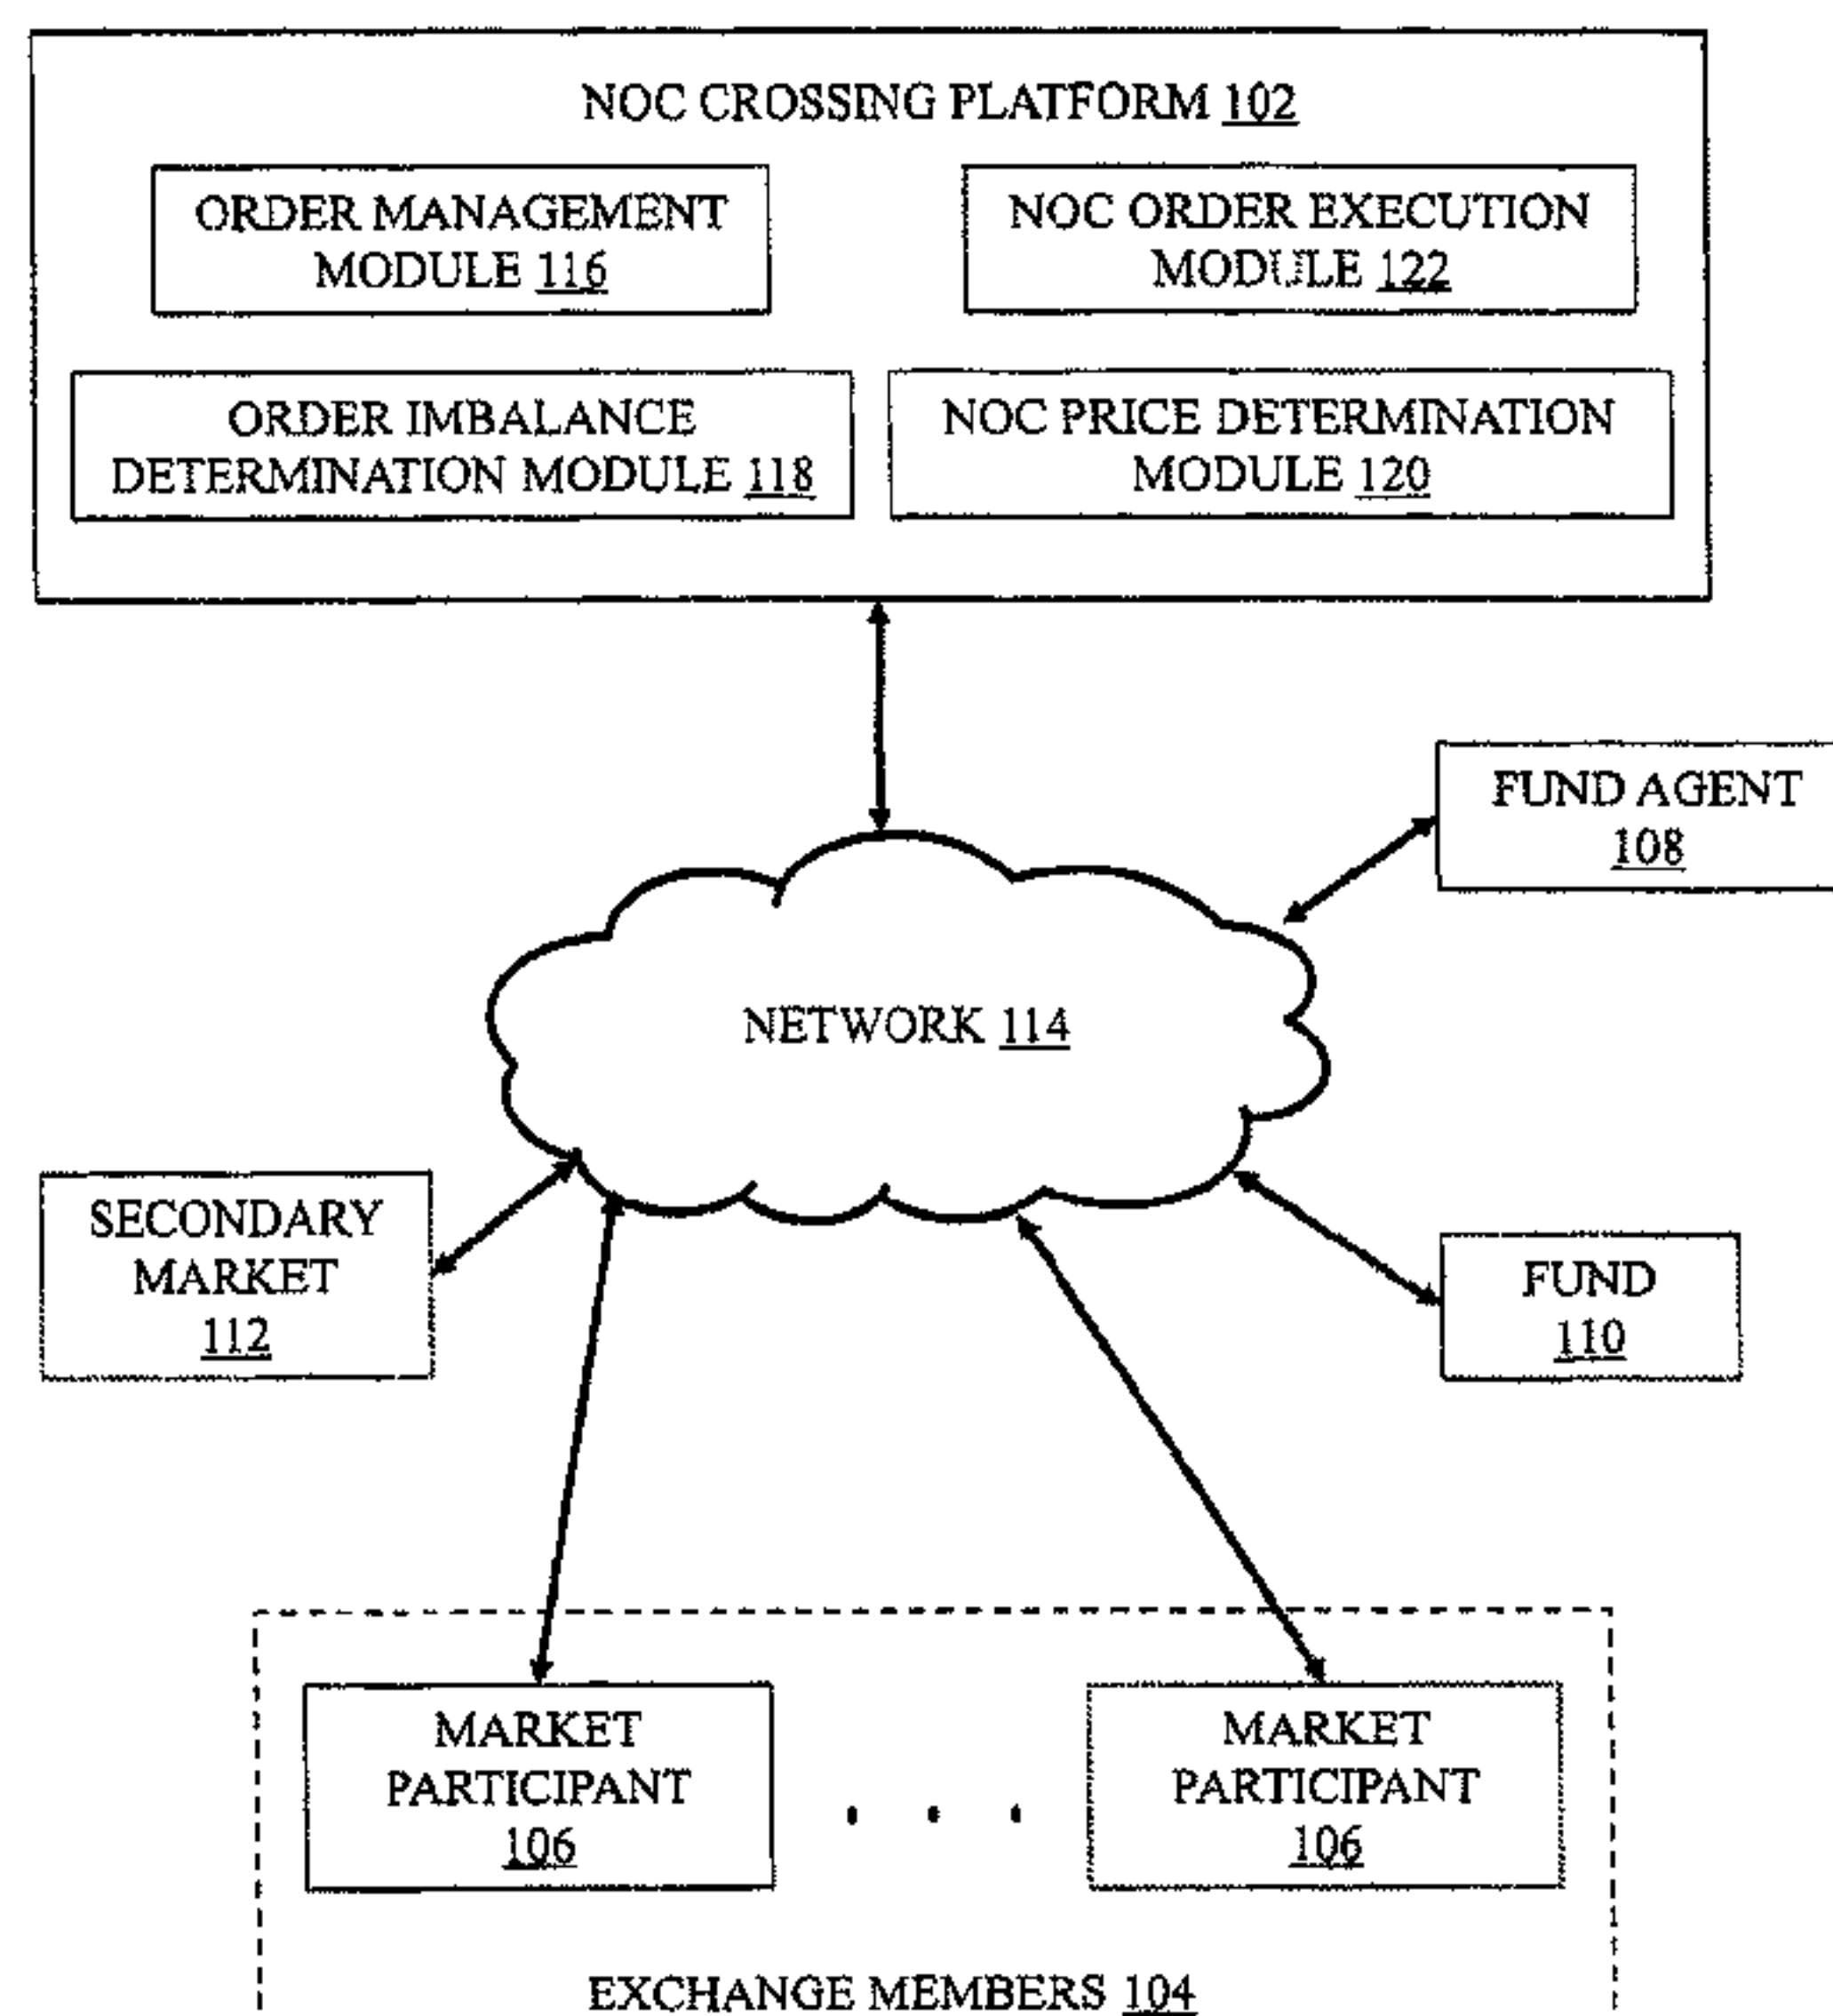 NOC CROSSING PLATFORM 102
ORDER MANAGEMENT
MODULE 116
NOC ORDER EXECUTION
MODULE 122
ORDER IMBALANCE
DETERMINATION MODULE 118
NOC PRICE DETERMINATION
MODULE 120
FUND AGENT
108
NETWORK 114
SECONDARY
MARKET
112
FUND
110
MARKET
PARTICIPANT
106
. . .
MARKET
PARTICIPANT
106
EXCHANGE MEMBERS 104